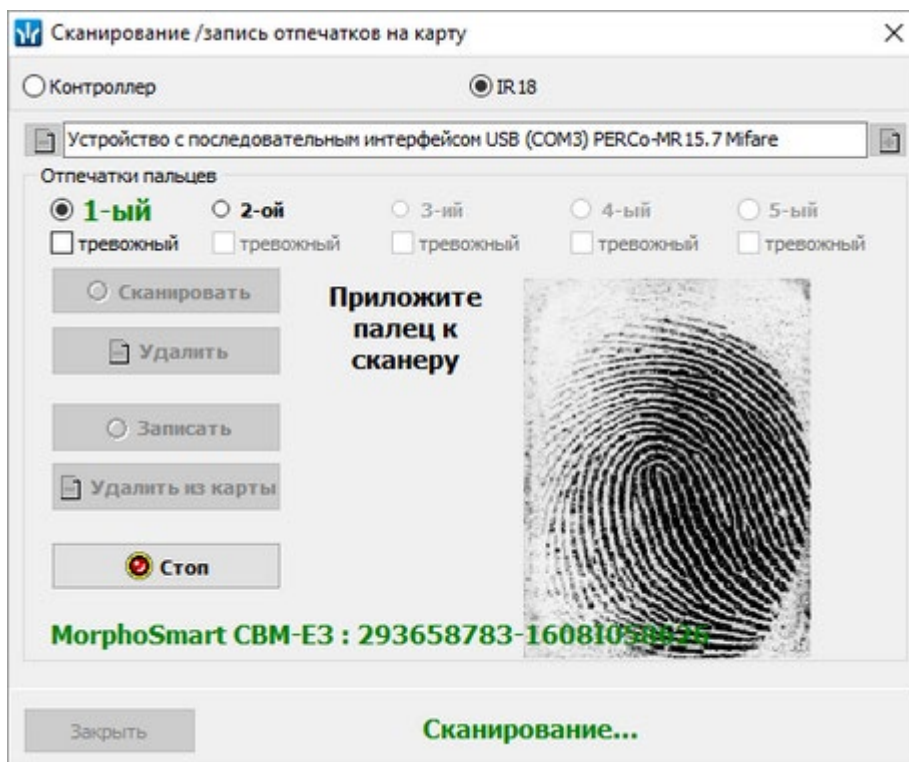 Сканирование /запись отпечатков на карту
Контроллер IR18
Устройство с последовательным интерфейсом USB (COM3) PERCo-MR15.7 Mifare
Отпечатки пальцев
1-ый 2-ой 3-ий 4-ый 5-ый
тревожный тревожный тревожный тревожный тревожный
Сканировать
Приложите
палец к
сканеру
Удалить
Записать
Удалить из карты
Стоп
MorphoSmart CBM-E3 :
Закрыть
Сканирование...